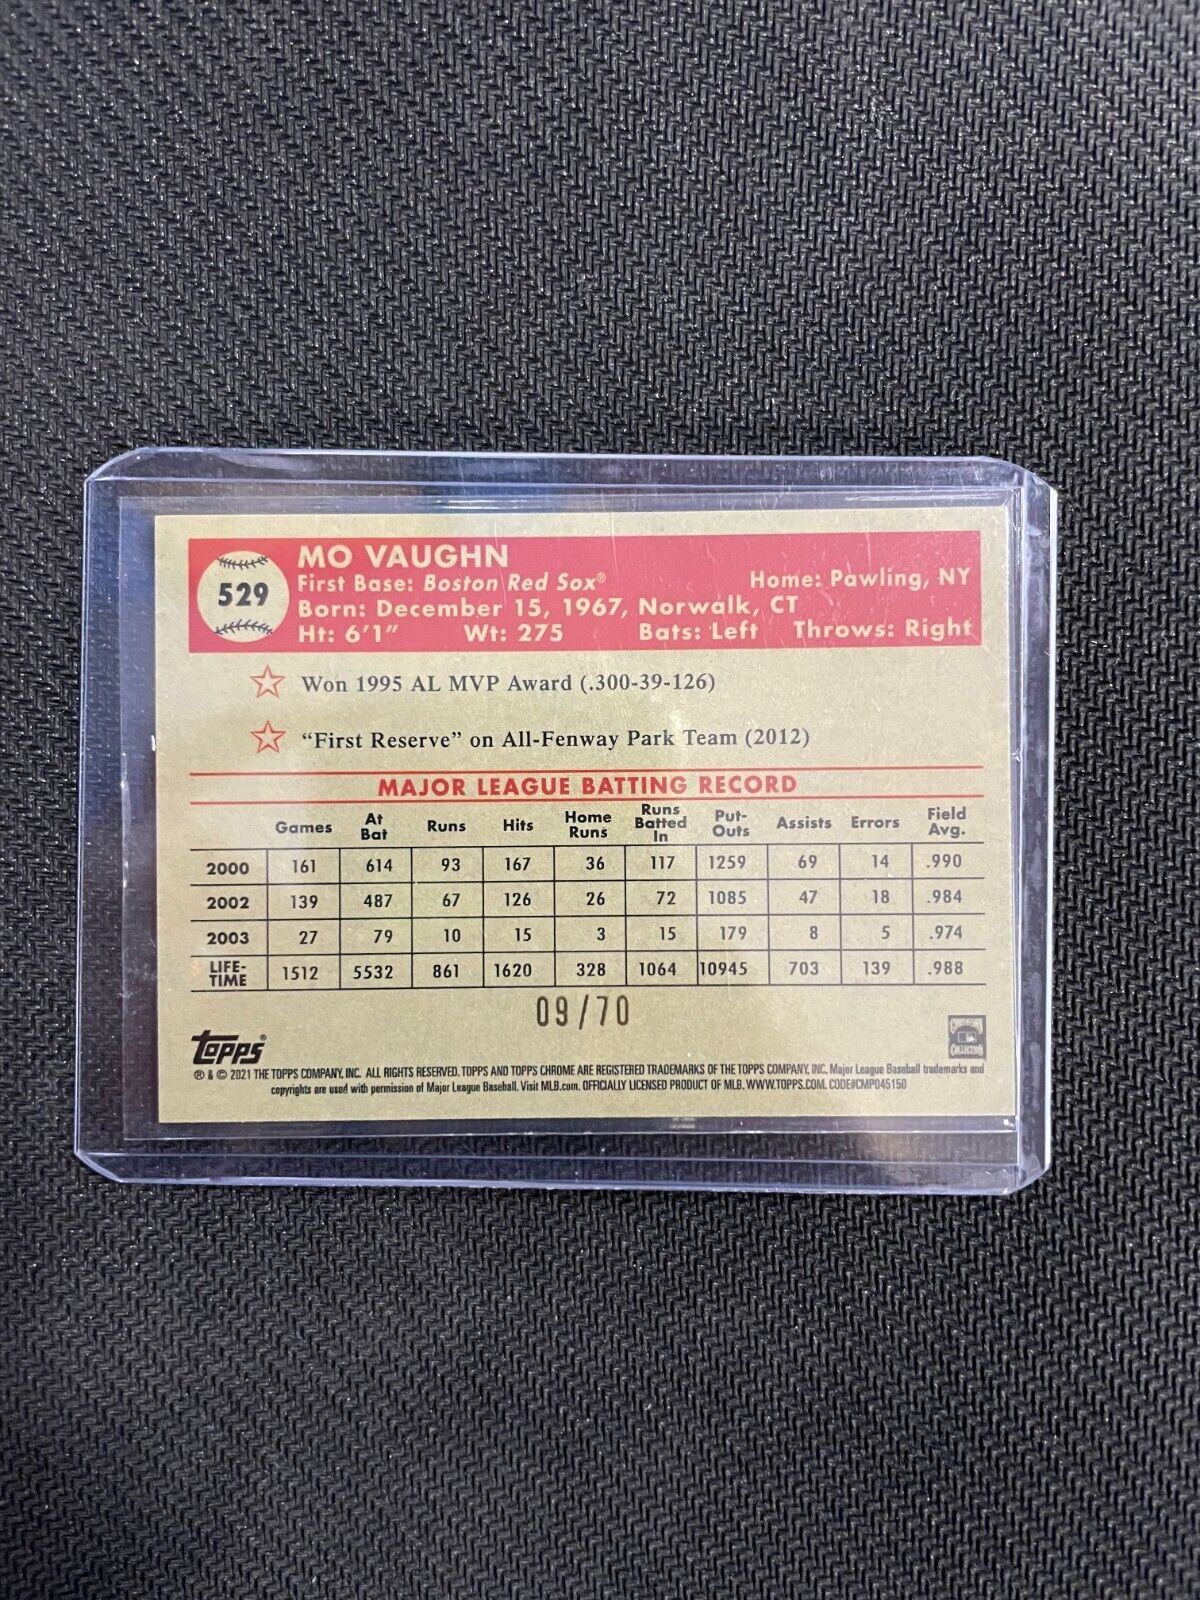 529
MO VAUGHN
First Base: Boston Red Sox® Home: Pawling, NY
Born: December 15, 1967, Norwalk, CT
Ht: 6'1" Wt: 275 Bats: Left Throws: Right
Won 1995 AL MVP Award (.300-39-126)
"First Reserve" on All-Fenway Park Team (2012)
MAJOR LEAGUE BATTING RECORD
Games At Bat Runs Hits Home Runs Runs Batted In Put-Outs Assists Errors Field Avg.
2000 161 614 93 167 36 117 1259 69 14 .990
2002 139 487 67 126 26 72 1085 47 18 .984
2003 27 79 10 15 3 15 179 8 5 .974
LIFE-TIME 1512 5532 861 1620 328 1064 10945 703 139 .988
09/70
TOPPS®
® & © 2021 THE TOPPS COMPANY, INC. ALL RIGHTS RESERVED. TOPPS AND TOPPS CHROME ARE REGISTERED TRADEMARKS OF THE TOPPS COMPANY, INC. Major League Baseball trademarks and
copyrights are used with permission of Major League Baseball. Visit MLB.com. OFFICIALLY LICENSED PRODUCT OF MLB. WWW.TOPPS.COM. CODE#CMP045150